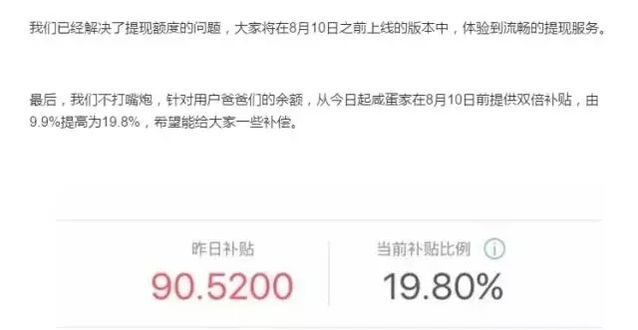 我们已经解决了提现额度的问题，大家将在8月10日之前上线的版本中，体验到流畅的提现服务。
最后，我们不打嘴炮，针对用户爸爸们的余额，从今日起咸蛋家在8月10日前提供双倍补贴，由
9.9%提高为19.8%，希望能给大家一些补偿。
昨日补贴 当前补贴比例
90.5200 19.80%